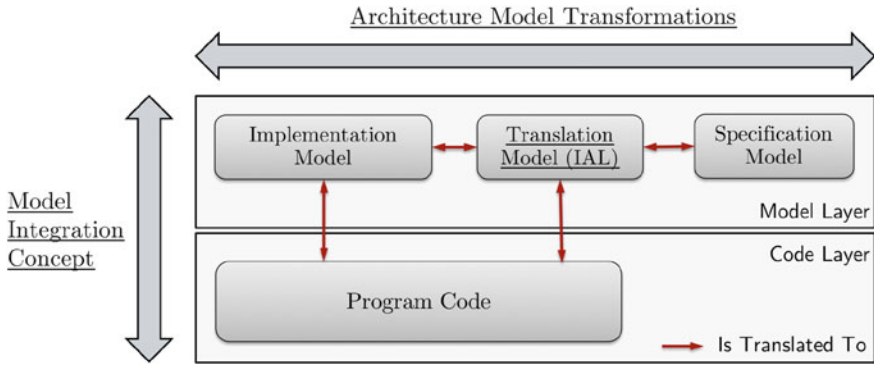 Architecture Model Transformations
Implementation
Model
Translation
Model (IAL)
Specification
Model
Model Layer
Model
Integration
Concept
Code Layer
Program Code
Is Translated To